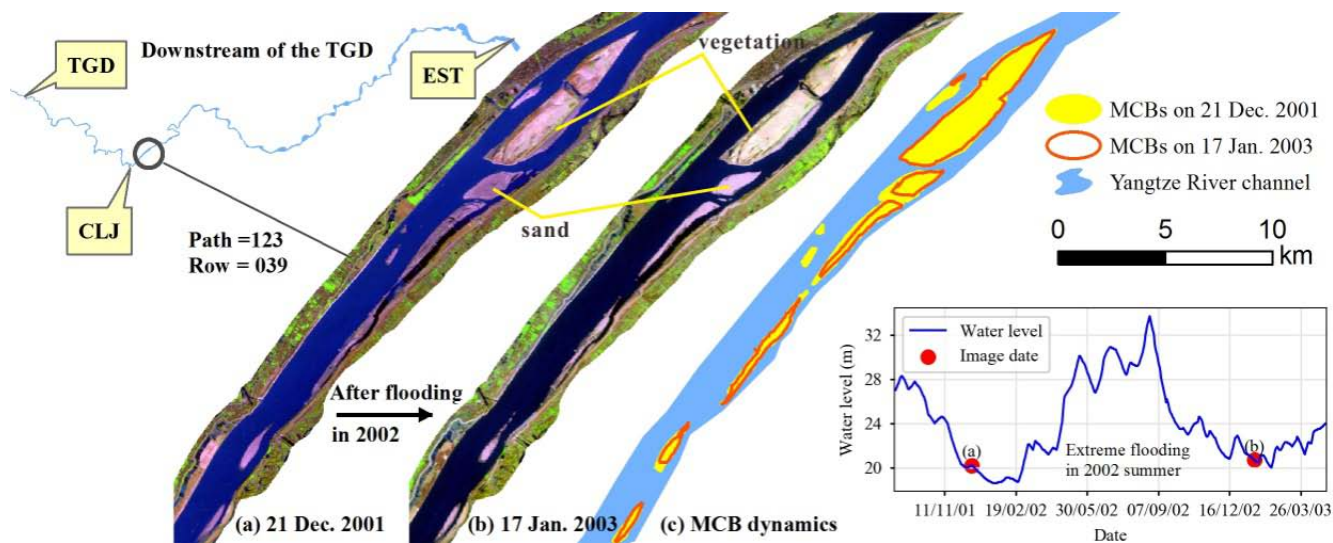 TGD
Downstream of the TGD
EST
CLJ
Path =123
Row = 039
vegetation
sand
After flooding
in 2002
(a) 21 Dec. 2001
(b) 17 Jan. 2003
(c) MCB dynamics
MCBs on 21 Dec. 2001
MCBs on 17 Jan. 2003
Yangtze River channel
0 5 10
km
Water level (m)
32
28
24
20
Water level
Image date
(a)
(b)
Extreme flooding
in 2002 summer
11/11/01 19/02/02 30/05/02 07/09/02 16/12/02 26/03/03
Date